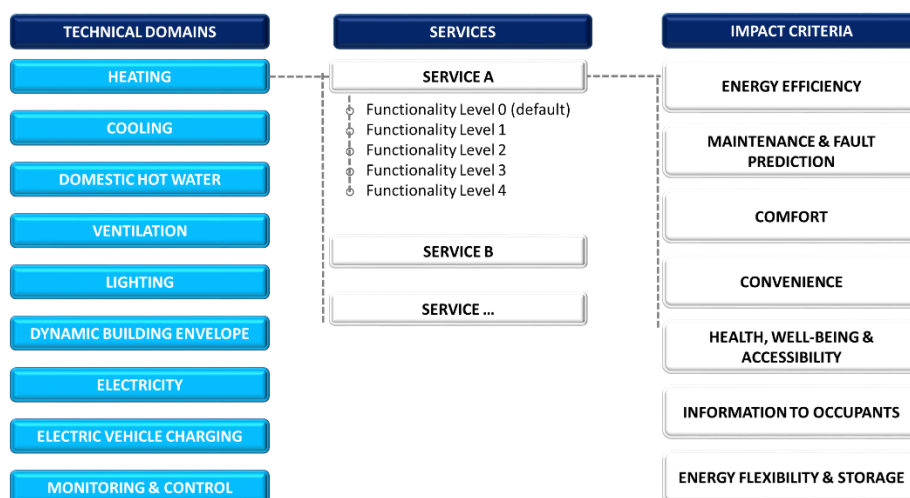 TECHNICAL DOMAINS
HEATING
COOLING
DOMESTIC HOT WATER
VENTILATION
LIGHTING
DYNAMIC BUILDING ENVELOPE
ELECTRICITY
ELECTRIC VEHICLE CHARGING
MONITORING & CONTROL
SERVICES
SERVICE A
Functionality Level 0 (default)
Functionality Level 1
Functionality Level 2
Functionality Level 3
Functionality Level 4
SERVICE B
SERVICE ...
IMPACT CRITERIA
ENERGY EFFICIENCY
MAINTENANCE & FAULT
PREDICTION
COMFORT
CONVENIENCE
HEALTH, WELL-BEING &
ACCESSIBILITY
INFORMATION TO OCCUPANTS
ENERGY FLEXIBILITY & STORAGE